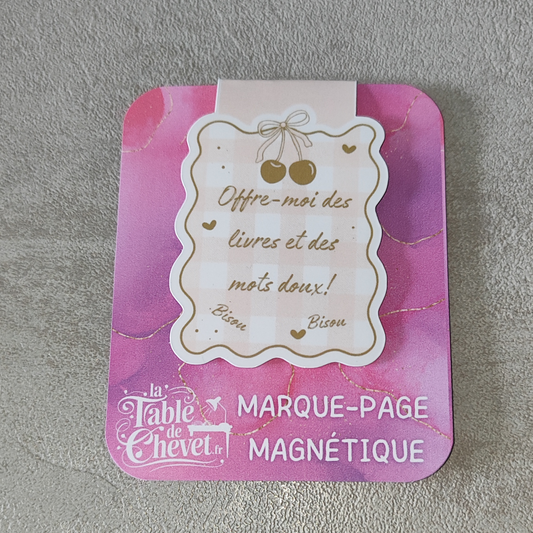 Offre-moi des
livres et des
mots doux!
Bisou
Bisou
la
Table
de
Chevet.fr
MARQUE-PAGE
MAGNÉTIQUE